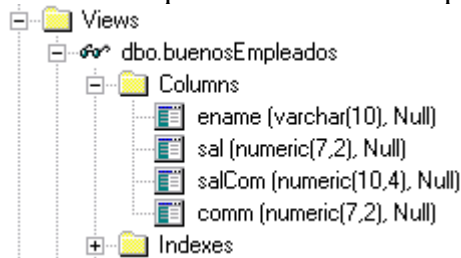 Views
dbo.buenosEmpleados
Columns
ename (varchar(10), Null)
sal (numeric(7,2), Null)
salCom (numeric(10,4), Null)
comm (numeric(7,2), Null)
Indexes